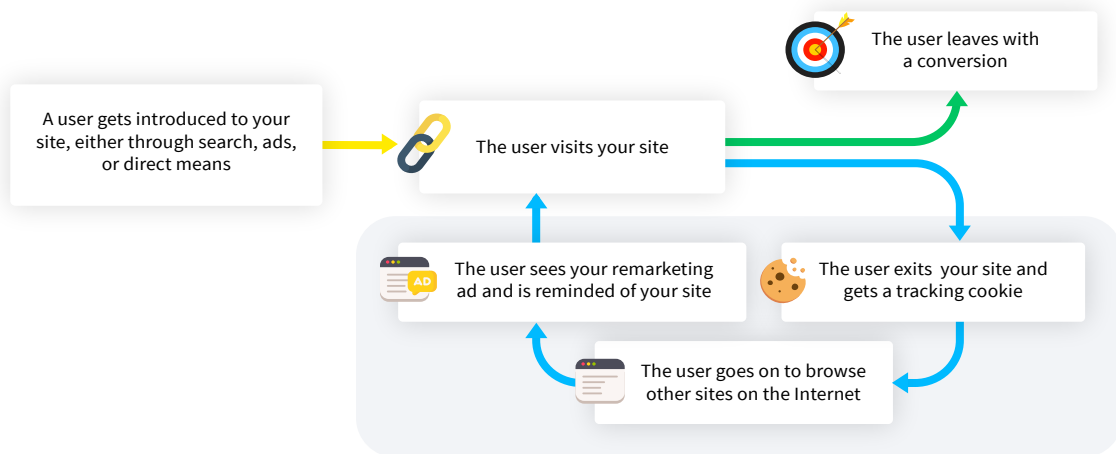 A user gets introduced to your
site, either through search, ads,
or direct means
The user visits your site
The user leaves with
a conversion
The user exits your site and
gets a tracking cookie
The user goes on to browse
other sites on the Internet
AD
The user sees your remarketing
ad and is reminded of your site